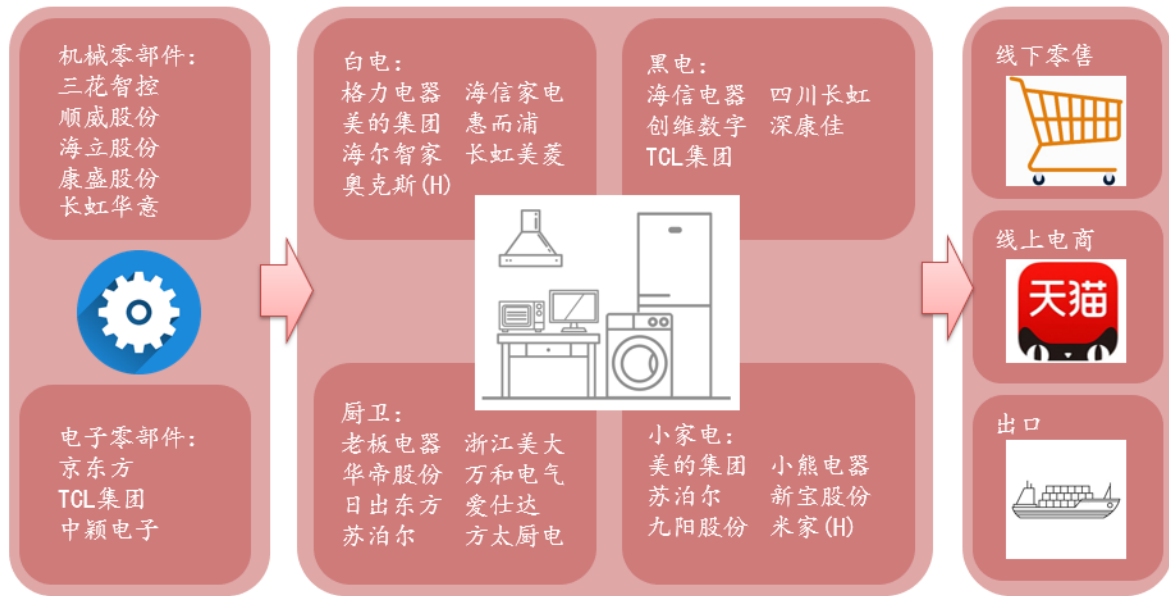 机械零部件：
三花智控
顺威股份
海立股份
康盛股份
长虹华意
电子零部件：
京东方
TCL集团
中颖电子
白电：
格力电器 海信家电
美的集团 惠而浦
海尔智家 长虹美菱
奥克斯(H)
黑电：
海信电器 四川长虹
创维数字 深康佳
TCL集团
厨卫：
老板电器 浙江美大
华帝股份 万和电气
日出东方 爱仕达
苏泊尔 方太厨电
小家电：
美的集团 小熊电器
苏泊尔 新宝股份
九阳股份 米家(H)
线下零售
线上电商
天猫
出口